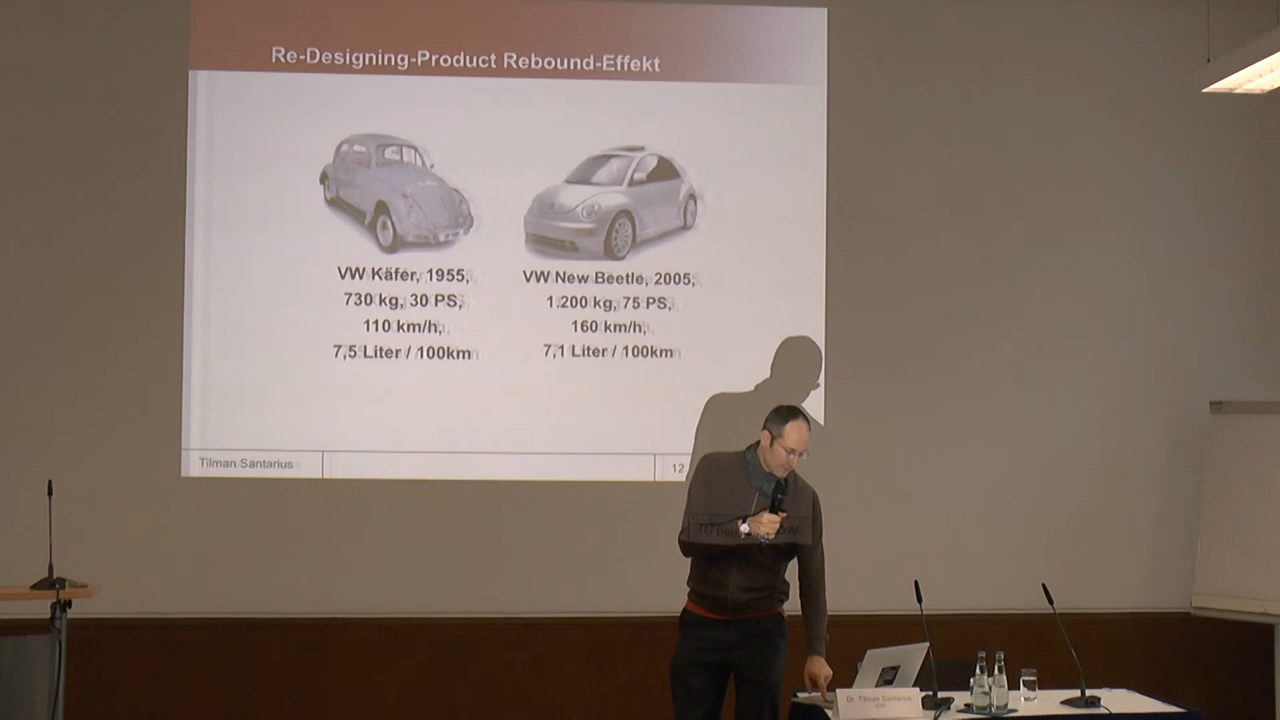 Re-Designing-Product Rebound-Effekt
VW Käfer, 1955,
730 kg, 30 PS,
110 km/h,
7,5 Liter / 100km
VW New Beetle, 2005,
1.200 kg, 75 PS,
160 km/h,
7,1 Liter / 100km
Tilman Santarius
12
TU
Dr. Tilman Santarius